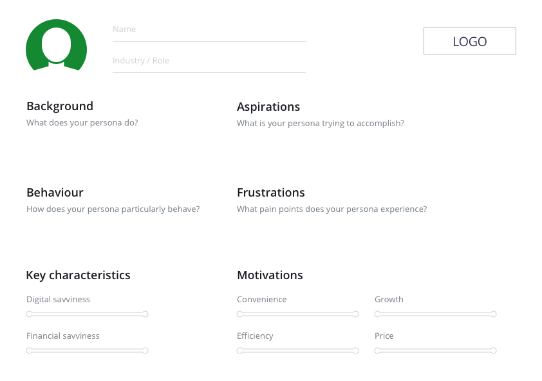 Name
LOGO
Industry / Role
Background
What does your persona do?
Aspirations
What is your persona trying to accomplish?
Behaviour
How does your persona particularly behave?
Frustrations
What pain points does your persona experience?
Key characteristics
Digital savviness
Financial savviness
Motivations
Convenience
Growth
Efficiency
Price